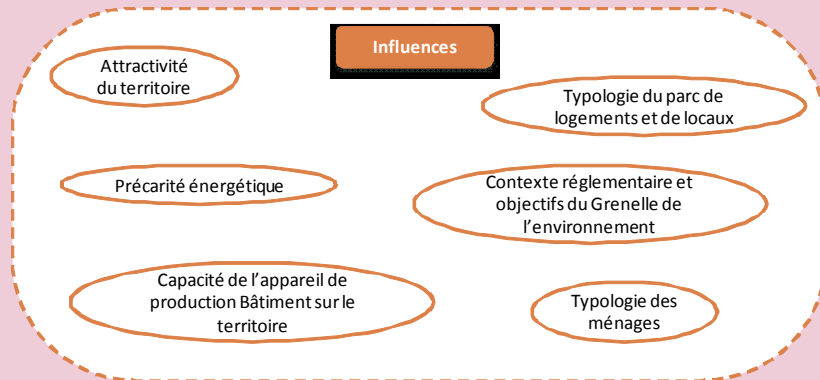 Influences
Attractivité
du territoire
Typologie du parc de
logements et de locaux
Précarité énergétique
Contexte réglementaire et
objectifs du Grenelle de
l’environnement
Capacité de l’appareil de
production Bâtiment sur le
territoire
Typologie des
ménages